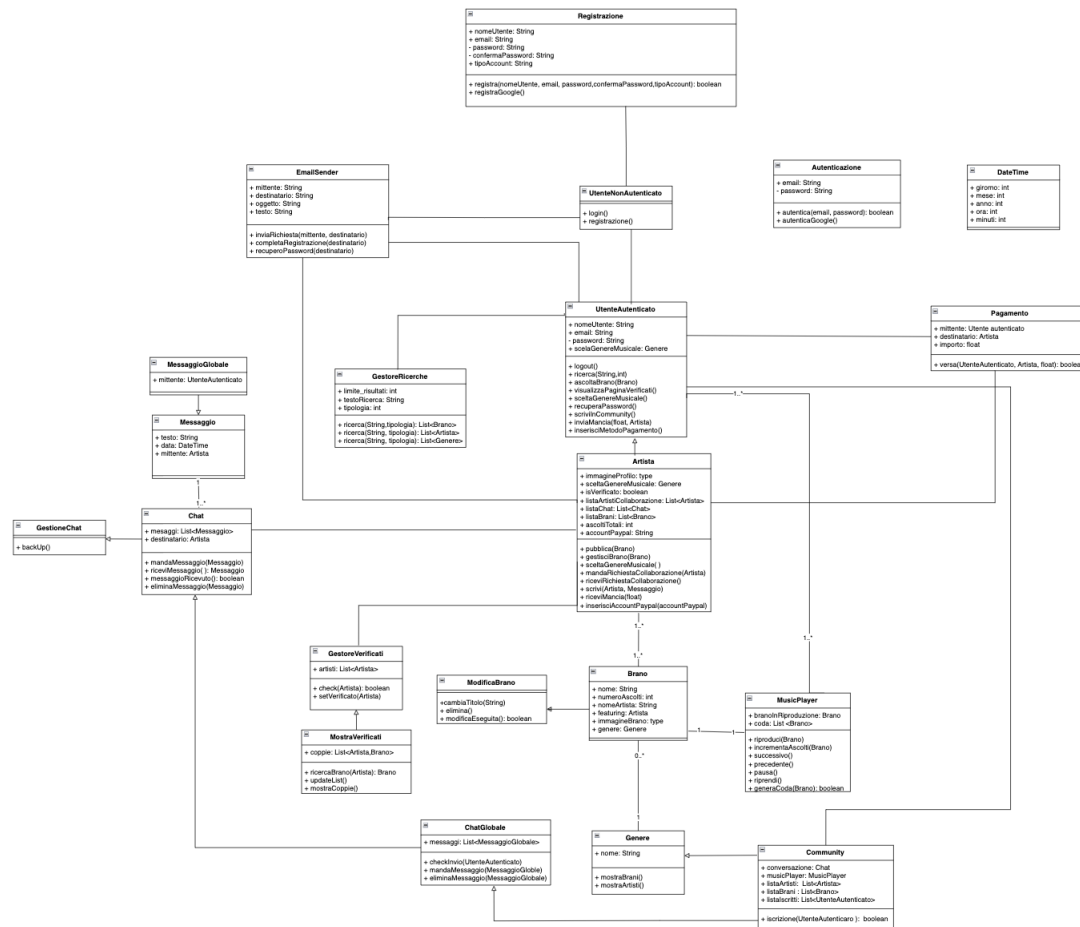 Registrazione
+ nomeUtente: String
+ email: String
- password: String
- confermaPassword: String
+ tipoAccount: String
+ registra(nomeUtente, email, password,confermaPassword,tipoAccount): boolean
+ registraGoogle()
EmailSender
+ mittente: String
+ destinatario: String
+ oggetto: String
+ testo: String
+ inviaRichiesta(mittente, destinatario)
+ completaRegistrazione(destinatario)
+ recuperoPassword(destinatario)
UtenteNonAutenticato
+ login()
+ registrazione()
Autenticazione
+ email: String
- password: String
+ autentica(email, password): boolean
+ autenticaGoogle()
DateTime
+ giromo: int
+ mese: int
+ anno: int
+ ora: int
+ minuti: int
UtenteAutenticato
+ nomeUtente: String
+ email: String
- password: String
+ scelaGenereMusicale: Genere
+ logout()
+ ricerca(String,int)
+ ascoltaBrano(Brano)
+ visualizzaPaginaVerificati()
+ sceltaGenereMusicale()
+ recuperaPassword()
+ scriviInCommunity()
+ inviaMancia(float, Artista)
+ inserisciMetodoPagamento()
Pagamento
+ mittente: Utente autenticato
+ destinatario: Artista
+ importo: float
+ versa(UtenteAutenticato, Artista, float): boolea
MessaggioGlobale
+ mittente: UtenteAutenticato
GestoreRicerche
+ limite_risultati: int
+ testoRicerca: String
+ tipologia: int
+ ricerca(String,tipologia): List<Brano>
+ ricerca(String, tipologia): List<Artista>
+ ricerca(String, tipologia): List<Genere>
1..*
Messaggio
+ testo: String
+ data: DateTime
+ mittente: Artista
1
1..*
Artista
+ immagineProfilo: type
+ sceltaGenereMusicale: Genere
+ isVerificato: boolean
+ listaArtistiCollaborazione: List<Artista>
+ listaChat: List<Chat>
+ listaBrani: List<Brano>
+ ascoltiTotali: int
+ accountPaypal: String
+ pubblica(Brano)
+ gestisciBrano(Brano)
+ sceltaGenereMusicale( )
+ mandaRichiestaCollaborazione(Artista)
+ riceviRichiestaCollaborazione()
+ scrivi(Artista, Messaggio)
+ riceviMancia(float)
+ inserisciAccountPaypal(accountPaypal)
GestioneChat
+ backUp()
Chat
+ mesaggi: List<Messaggio>
+ destinatario: Artista
+ mandaMessaggio(Messaggio)
+ riceviMessaggio( ): Messaggio
+ messaggioRicevuto(): boolean
+ eliminaMessaggio(Messaggio)
1..*
1..*
1..*
GestoreVerificati
+ artisti: List<Artista>
+ check(Artista): boolean
+ setVerificato(Artista)
ModificaBrano
+cambiaTitolo(String)
+ elimina()
+ modificaEseguita(): boolean
Brano
+ nome: String
+ numeroAscolti: int
+ nomeArtista: String
+ featuring: Artista
+ immagineBrano: type
+ genere: Genere
1
1
MusicPlayer
+ branoInRiproduzione: Brano
+ coda: List <Brano>
+ riproduci(Brano)
+ incrementaAscolti(Brano)
+ successivo()
+ precedente()
+ pausa()
+ riprendi()
+ generaCoda(Brano): boolean
MostraVerificati
+ coppie: List<Artista,Brano>
+ ricercaBrano(Artista): Brano
+ updateList()
+ mostraCoppie()
0..*
1
ChatGlobale
+ messaggi: List<MessaggioGlobale>
+ checkInvio(UtenteAutenticato)
+ mandaMessaggio(MessaggioGloble)
+ eliminaMessaggio(MessaggioGlobale)
Genere
+ nome: String
+ mostraBrani()
+ mostraArtisti()
Community
+ conversazione: Chat
+ musicPlayer: MusicPlayer
+ listaArtisti: List<Artista>
+ listaBrani : List<Brano>
+ listaIscritti: List<UtenteAutenticato>
+ iscrizione(UtenteAutenticaro ): boolean